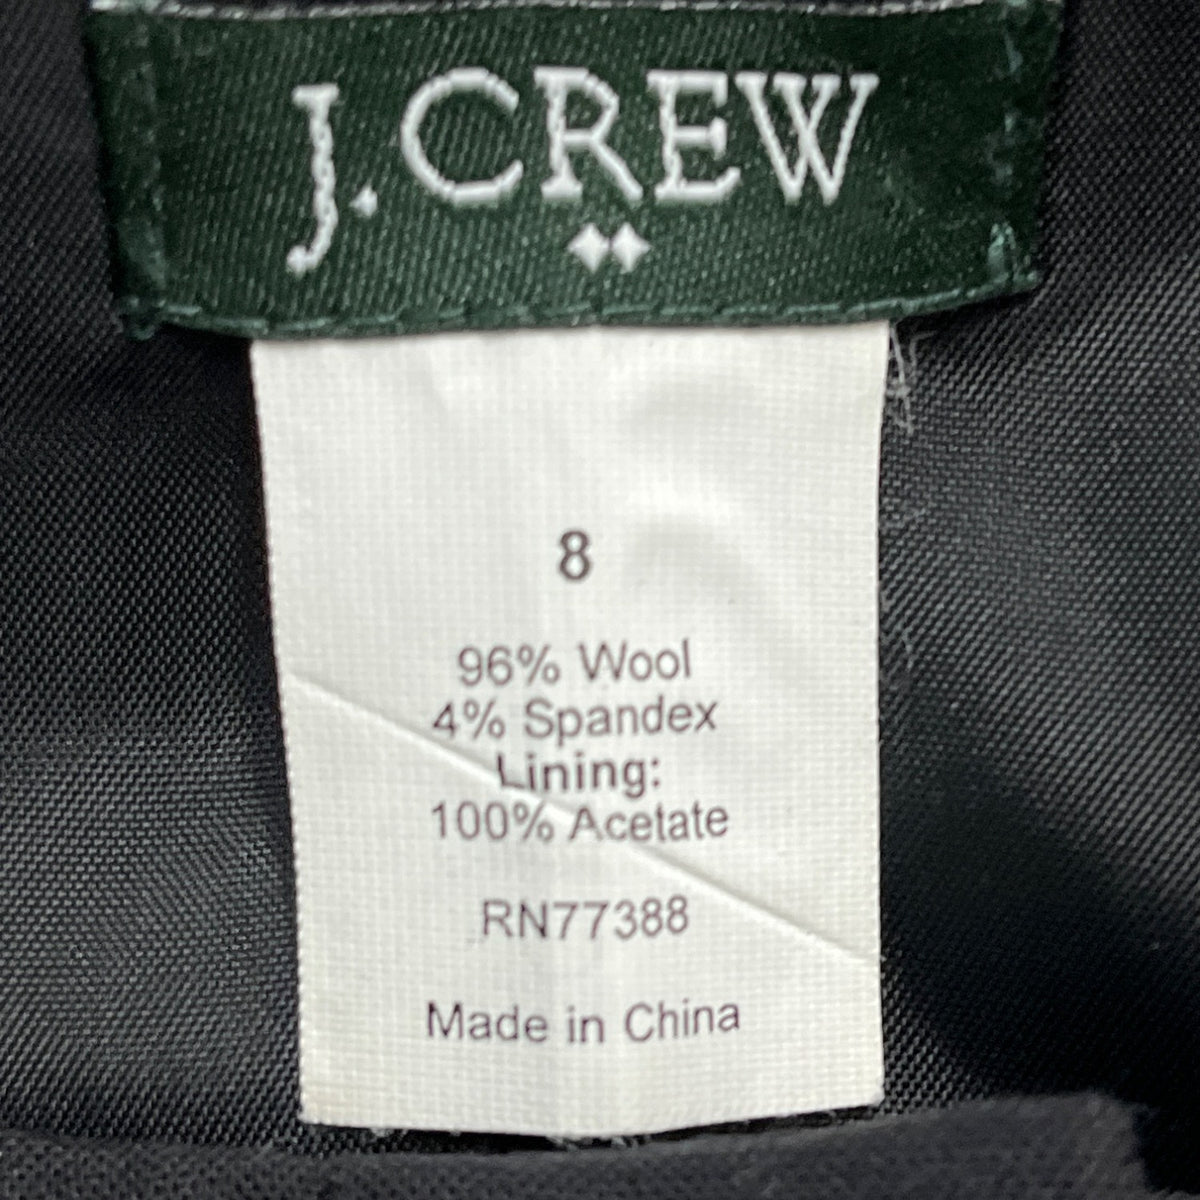 J.CREW
8
96% Wool
4% Spandex
Lining:
100% Acetate
RN77388
Made in China